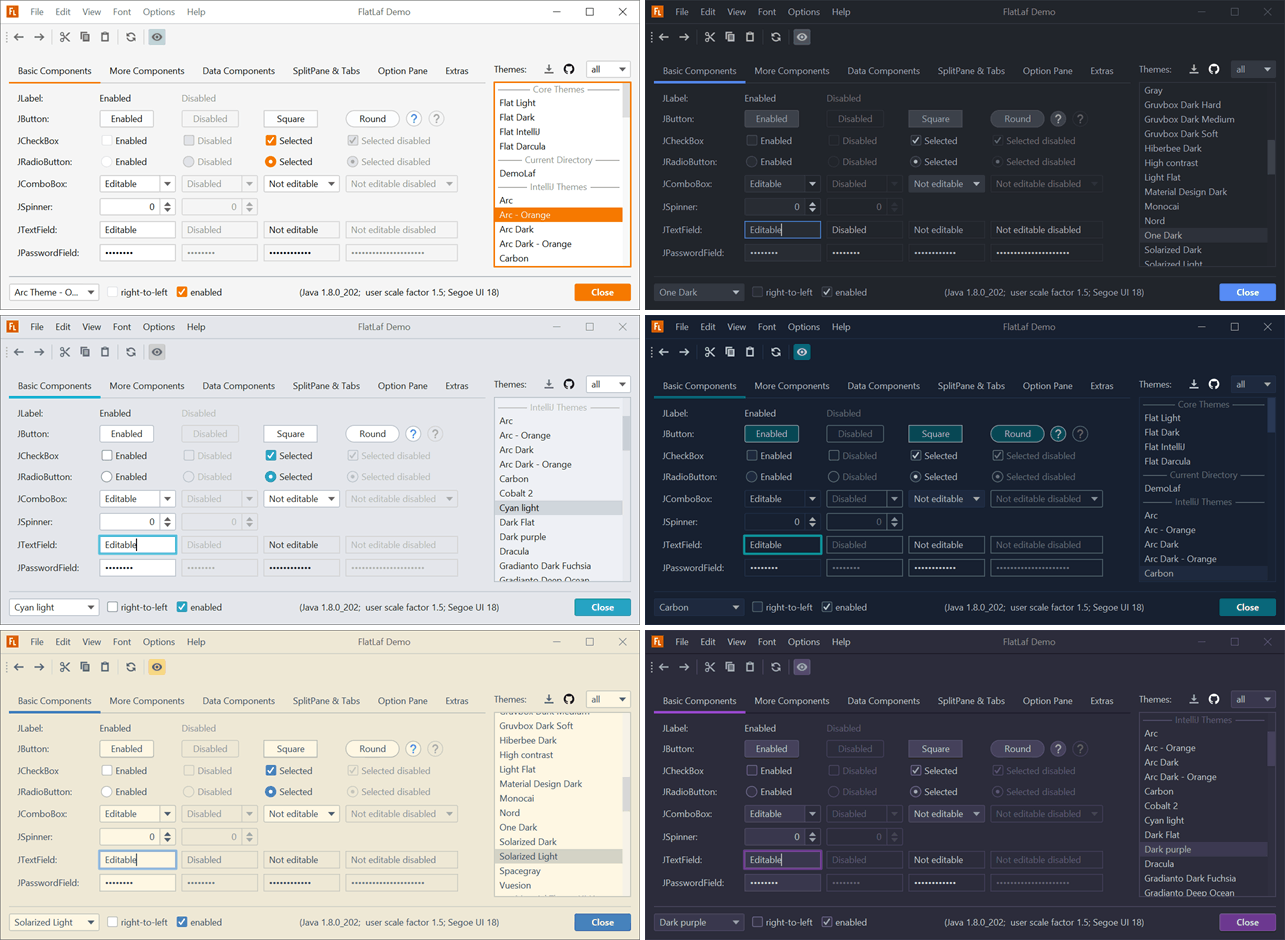 FL File Edit View Font Options Help FlatLaf Demo
Basic Components More Components Data Components SplitPane & Tabs Option Pane Extras Themes: all
JLabel: Enabled Disabled
JButton: Enabled Disabled Square Round ? ?
JCheckBox Enabled Disabled Selected Selected disabled
JRadioButton: Enabled Disabled Selected Selected disabled
JComboBox: Editable Disabled Not editable Not editable disabled
JSpinner: 0 0
JTextField: Editable Disabled Not editable Not editable disabled
JPasswordField: •••••••• •••••••• •••••••••••• •••••••••••••••••••••
Core Themes
Flat Light
Flat Dark
Flat IntelliJ
Flat Darcula
Current Directory
DemoLaf
IntelliJ Themes
Arc
Arc - Orange
Arc Dark
Arc Dark - Orange
Carbon
Arc Theme - O... right-to-left enabled (Java 1.8.0_202; user scale factor 1.5; Segoe UI 18) Close
FL File Edit View Font Options Help FlatLaf Demo
Basic Components More Components Data Components SplitPane & Tabs Option Pane Extras Themes: all
JLabel: Enabled Disabled
JButton: Enabled Disabled Square Round ? ?
JCheckBox Enabled Disabled Selected Selected disabled
JRadioButton: Enabled Disabled Selected Selected disabled
JComboBox: Editable Disabled Not editable Not editable disabled
JSpinner: 0 0
JTextField: Editable Disabled Not editable Not editable disabled
JPasswordField: •••••••• •••••••• •••••••••••• •••••••••••••••••••••
Gray
Gruvbox Dark Hard
Gruvbox Dark Medium
Gruvbox Dark Soft
Hiberbee Dark
High contrast
Light Flat
Material Design Dark
Monocai
Nord
One Dark
Solarized Dark
Solarized Light
One Dark right-to-left enabled (Java 1.8.0_202; user scale factor 1.5; Segoe UI 18) Close
FL File Edit View Font Options Help FlatLaf Demo
Basic Components More Components Data Components SplitPane & Tabs Option Pane Extras Themes: all
JLabel: Enabled Disabled
JButton: Enabled Disabled Square Round ? ?
JCheckBox Enabled Disabled Selected Selected disabled
JRadioButton: Enabled Disabled Selected Selected disabled
JComboBox: Editable Disabled Not editable Not editable disabled
JSpinner: 0 0
JTextField: Editable Disabled Not editable Not editable disabled
JPasswordField: •••••••• •••••••• •••••••••••• •••••••••••••••••••••
IntelliJ Themes
Arc
Arc - Orange
Arc Dark
Arc Dark - Orange
Carbon
Cobalt 2
Cyan light
Dark Flat
Dark purple
Dracula
Gradianto Dark Fuchsia
Gradianto Deep Ocean
Cyan light right-to-left enabled (Java 1.8.0_202; user scale factor 1.5; Segoe UI 18) Close
FL File Edit View Font Options Help FlatLaf Demo
Basic Components More Components Data Components SplitPane & Tabs Option Pane Extras Themes: all
JLabel: Enabled Disabled
JButton: Enabled Disabled Square Round ? ?
JCheckBox Enabled Disabled Selected Selected disabled
JRadioButton: Enabled Disabled Selected Selected disabled
JComboBox: Editable Disabled Not editable Not editable disabled
JSpinner: 0 0
JTextField: Editable Disabled Not editable Not editable disabled
JPasswordField: •••••••• •••••••• •••••••••••• •••••••••••••••••••••
Core Themes
Flat Light
Flat Dark
Flat IntelliJ
Flat Darcula
Current Directory
DemoLaf
IntelliJ Themes
Arc
Arc - Orange
Arc Dark
Arc Dark - Orange
Carbon
Carbon right-to-left enabled (Java 1.8.0_202; user scale factor 1.5; Segoe UI 18) Close
FL File Edit View Font Options Help FlatLaf Demo
Basic Components More Components Data Components SplitPane & Tabs Option Pane Extras Themes: all
JLabel: Enabled Disabled
JButton: Enabled Disabled Square Round ? ?
JCheckBox Enabled Disabled Selected Selected disabled
JRadioButton: Enabled Disabled Selected Selected disabled
JComboBox: Editable Disabled Not editable Not editable disabled
JSpinner: 0 0
JTextField: Editable Disabled Not editable Not editable disabled
JPasswordField: •••••••• •••••••• •••••••••••• •••••••••••••••••••••
Gruvbox Dark Medium
Gruvbox Dark Soft
Hiberbee Dark
High contrast
Light Flat
Material Design Dark
Monocai
Nord
One Dark
Solarized Dark
Solarized Light
Spacegray
Vuesion
Solarized Light right-to-left enabled (Java 1.8.0_202; user scale factor 1.5; Segoe UI 18) Close
FL File Edit View Font Options Help FlatLaf Demo
Basic Components More Components Data Components SplitPane & Tabs Option Pane Extras Themes: all
JLabel: Enabled Disabled
JButton: Enabled Disabled Square Round ? ?
JCheckBox Enabled Disabled Selected Selected disabled
JRadioButton: Enabled Disabled Selected Selected disabled
JComboBox: Editable Disabled Not editable Not editable disabled
JSpinner: 0 0
JTextField: Editable Disabled Not editable Not editable disabled
JPasswordField: •••••••• •••••••• •••••••••••• •••••••••••••••••••••
IntelliJ Themes
Arc
Arc - Orange
Arc Dark
Arc Dark - Orange
Carbon
Cobalt 2
Cyan light
Dark Flat
Dark purple
Dracula
Gradianto Dark Fuchsia
Gradianto Deep Ocean
Dark purple right-to-left enabled (Java 1.8.0_202; user scale factor 1.5; Segoe UI 18) Close